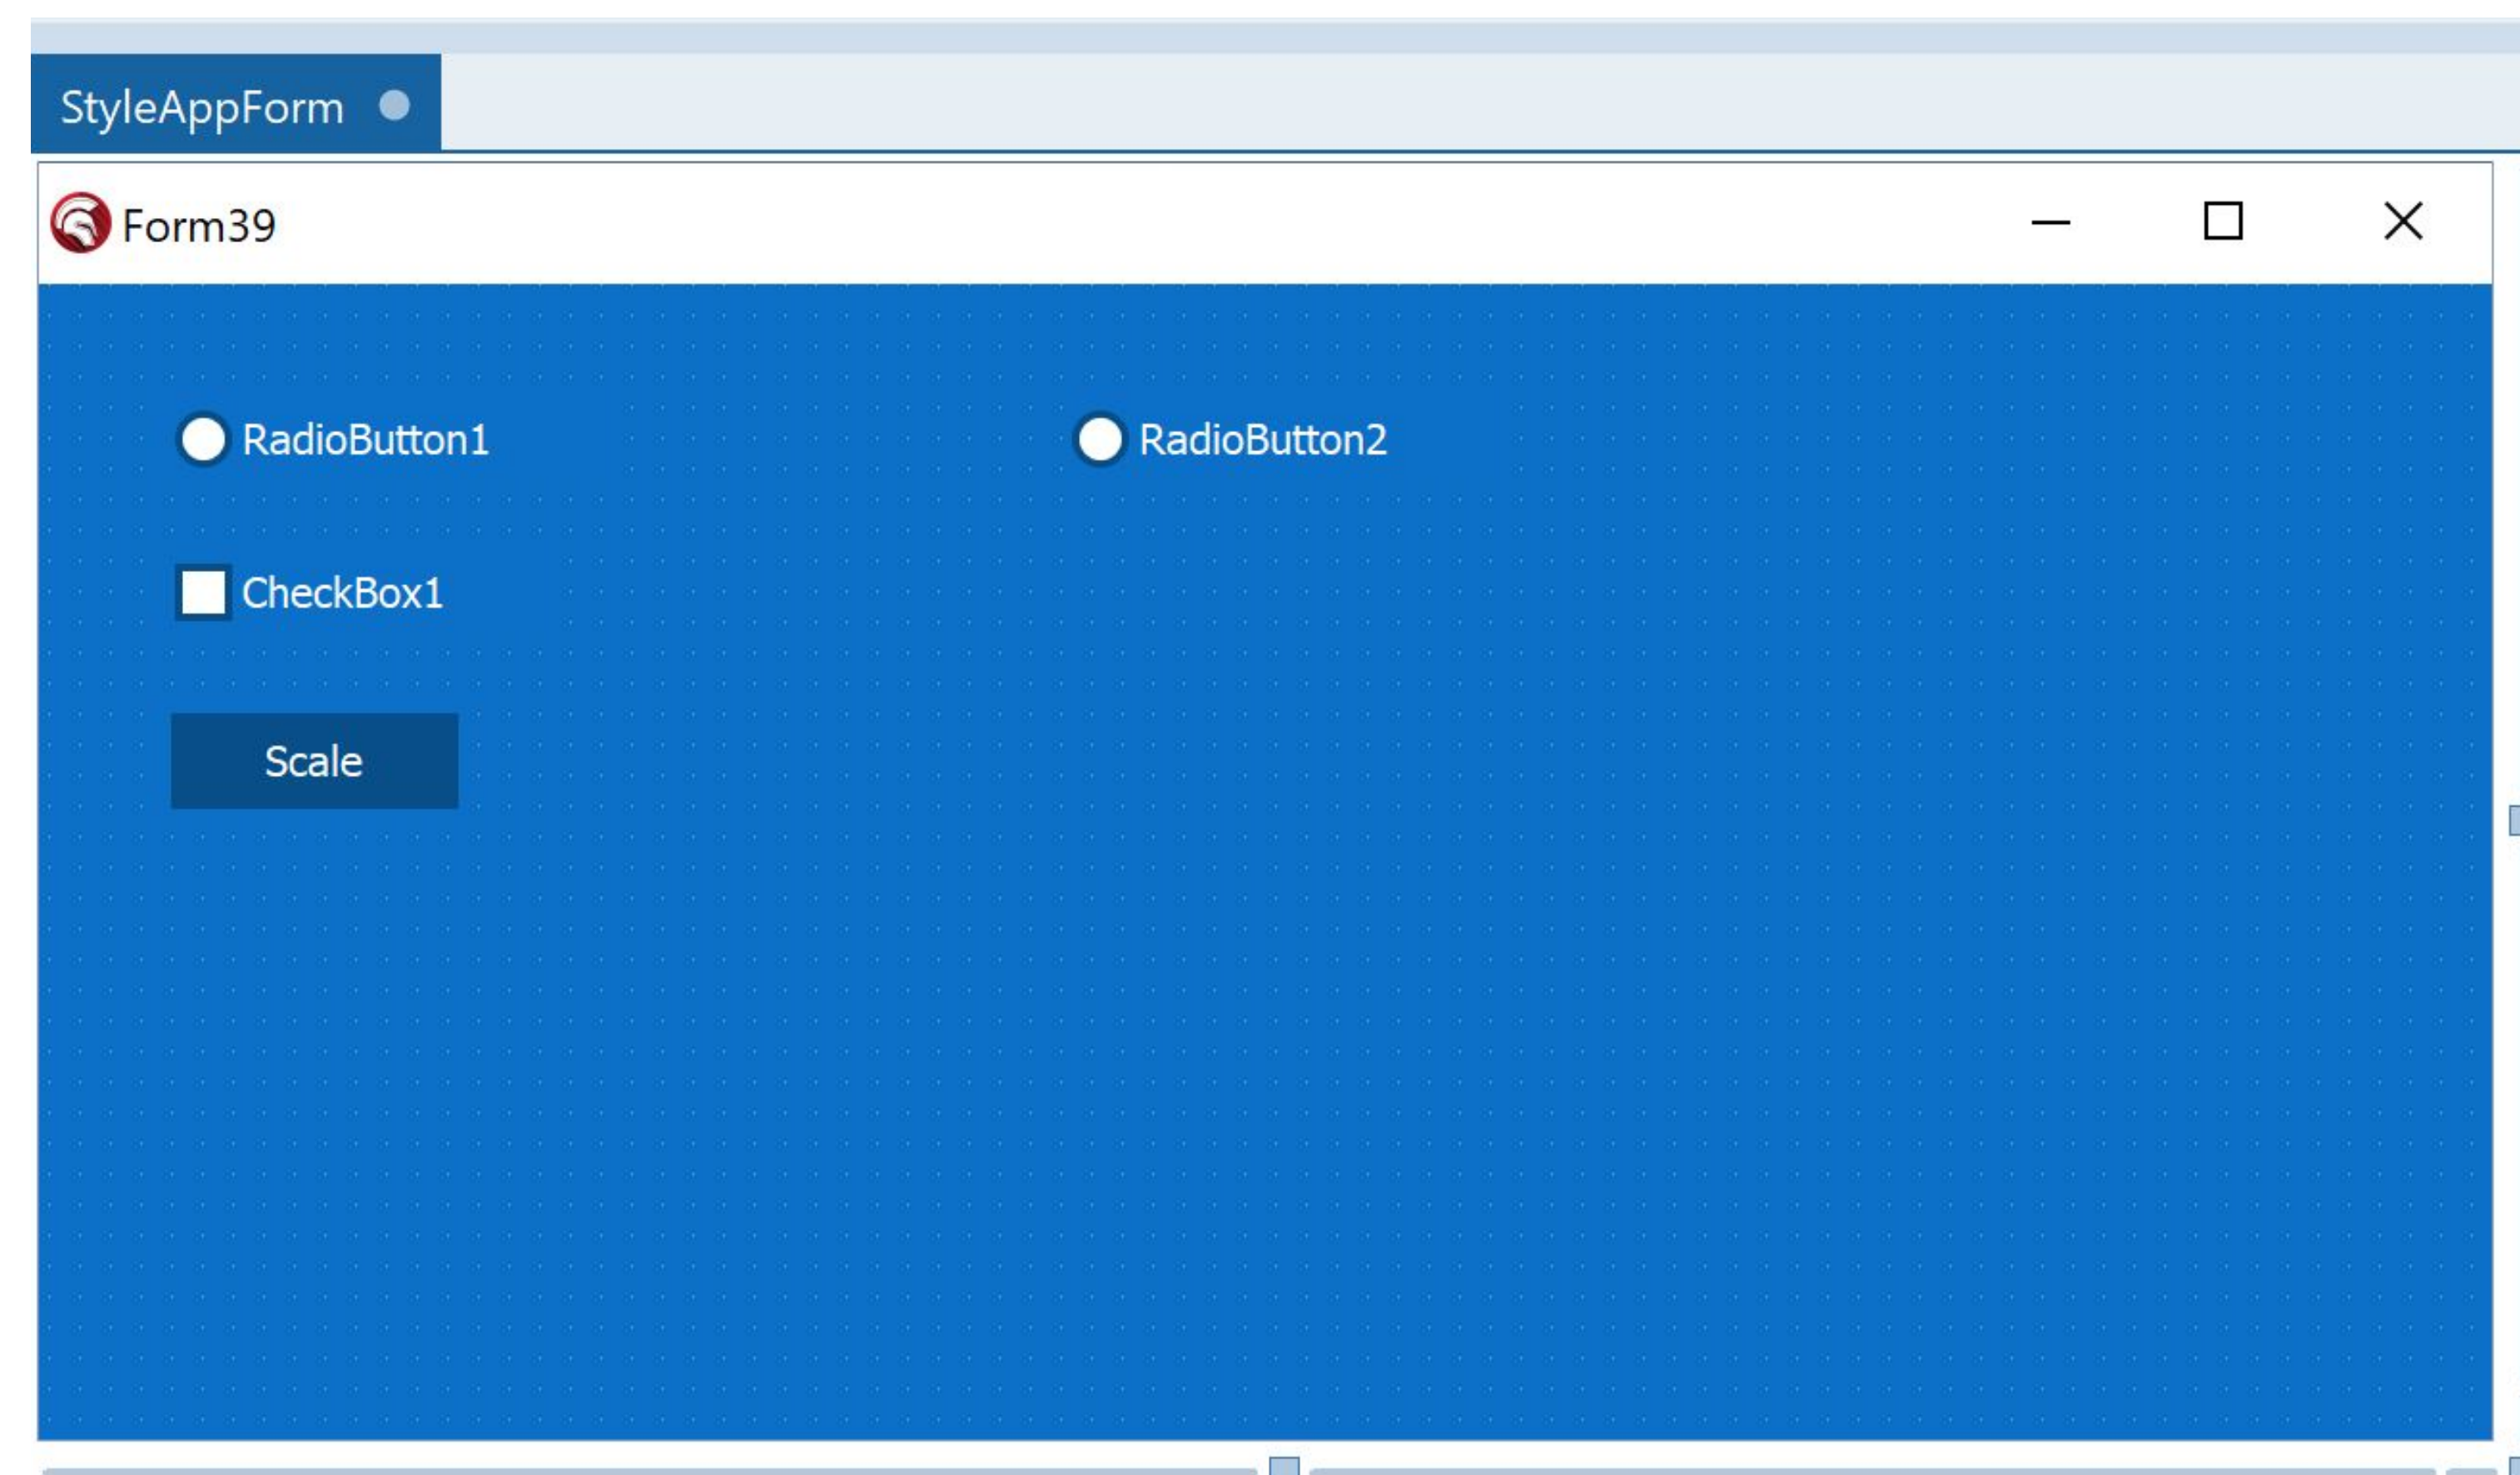 StyleAppForm
Form39
RadioButton1 RadioButton2
CheckBox1
Scale